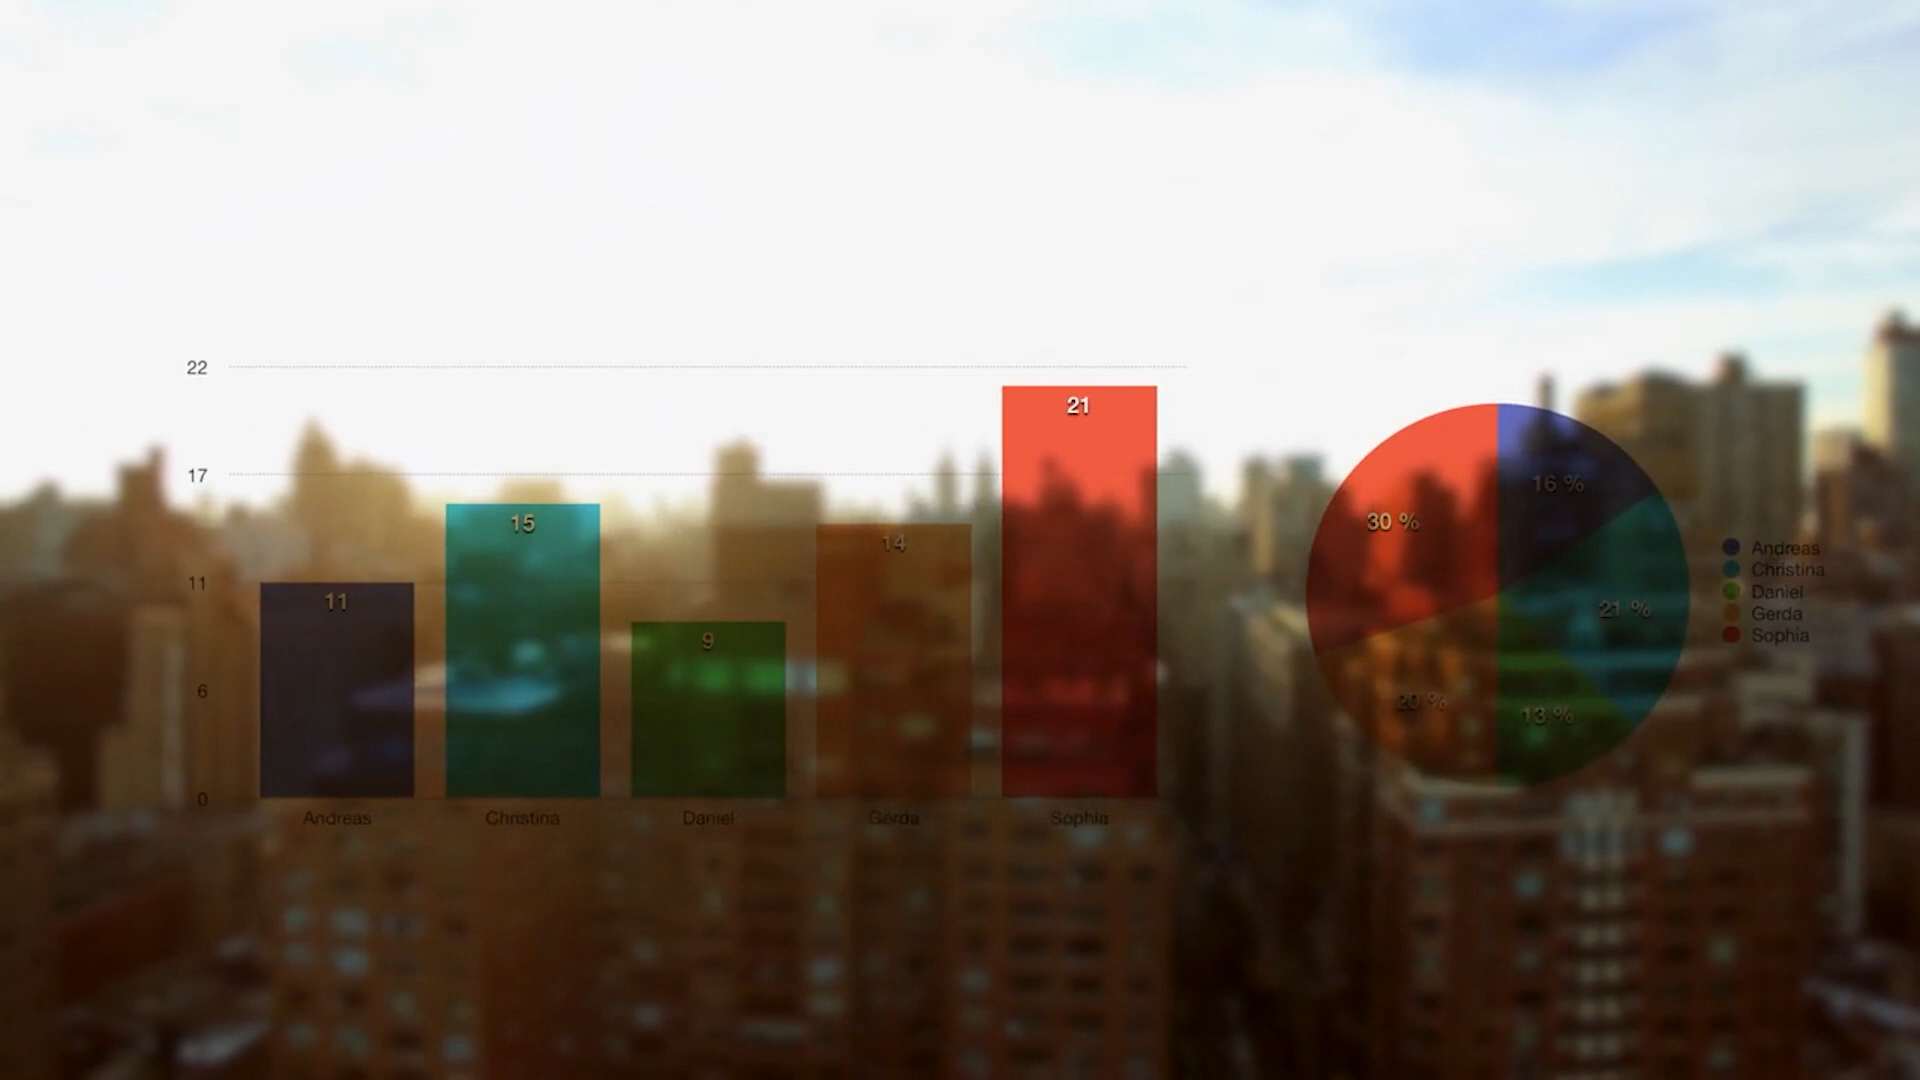 22
17
11
6
0
11
15
9
14
21
Andreas
Christina
Daniel
Gerda
Sophia
16 %
21 %
13 %
20 %
30 %
Andreas
Christina
Daniel
Gerda
Sophia